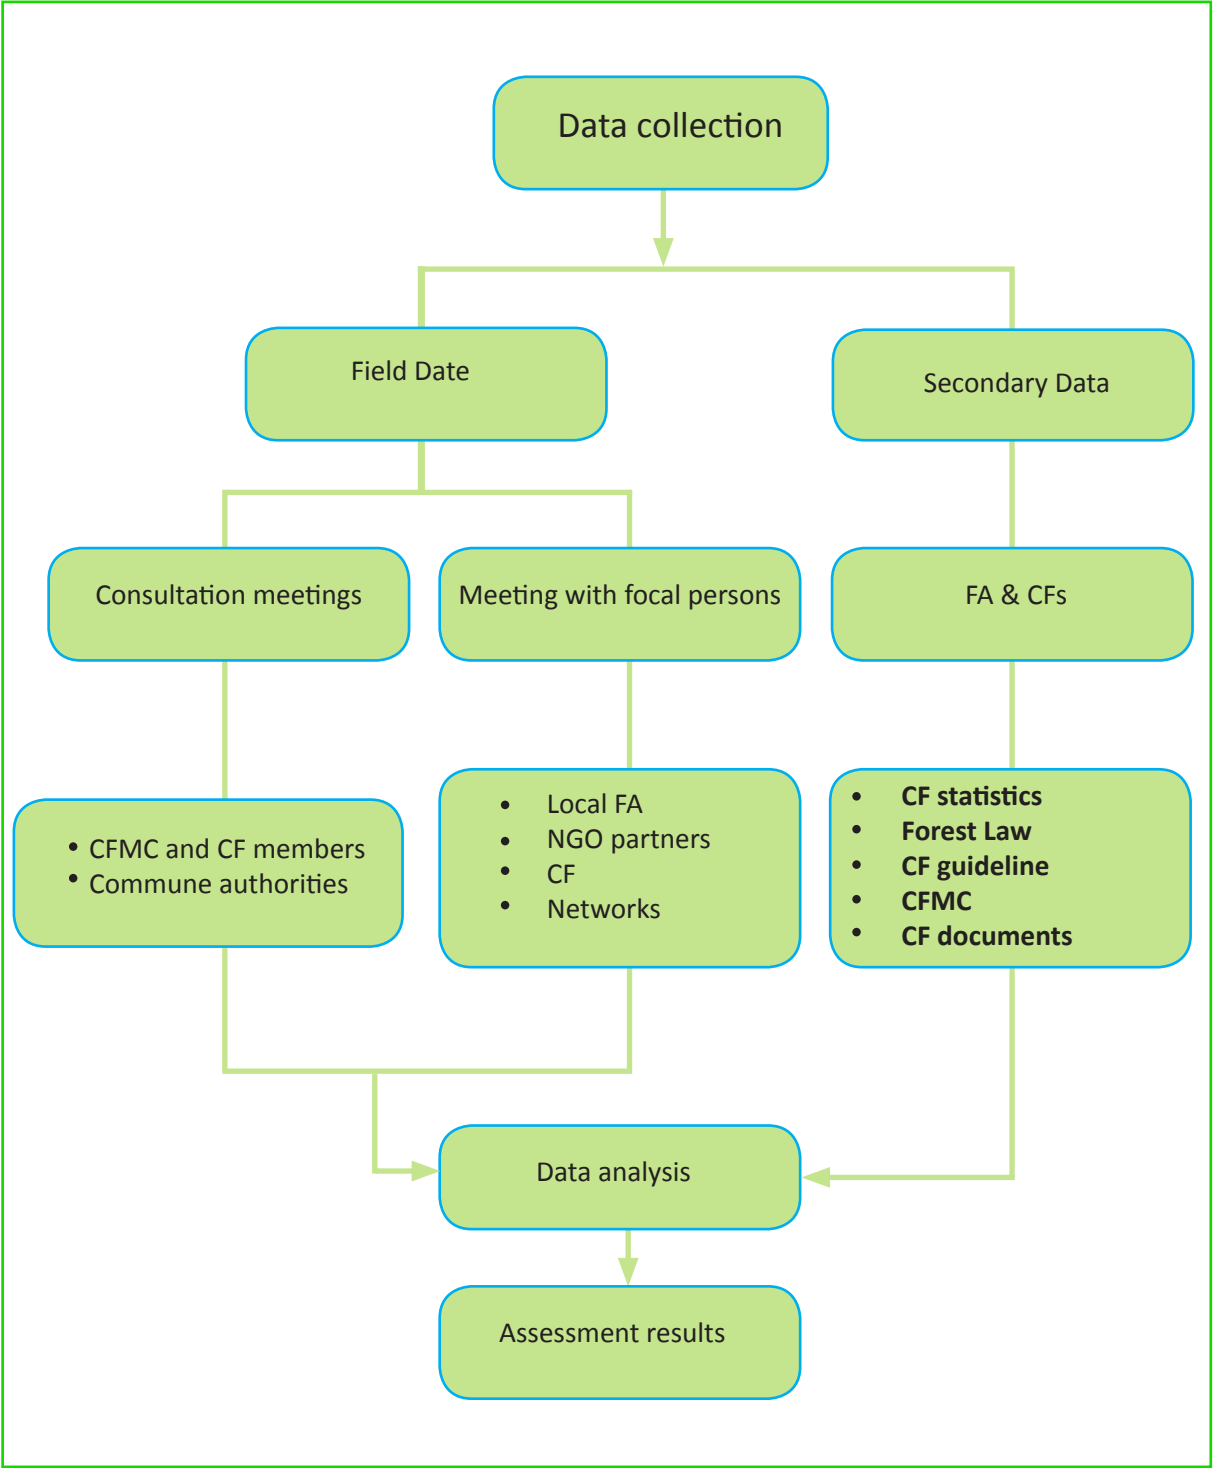 Data collection
Field Date
Secondary Data
Consultation meetings
Meeting with focal persons
FA & CFs
• CFMC and CF members
• Commune authorities
• Local FA
• NGO partners
• CF
• Networks
• CF statistics
• Forest Law
• CF guideline
• CFMC
• CF documents
Data analysis
Assessment results